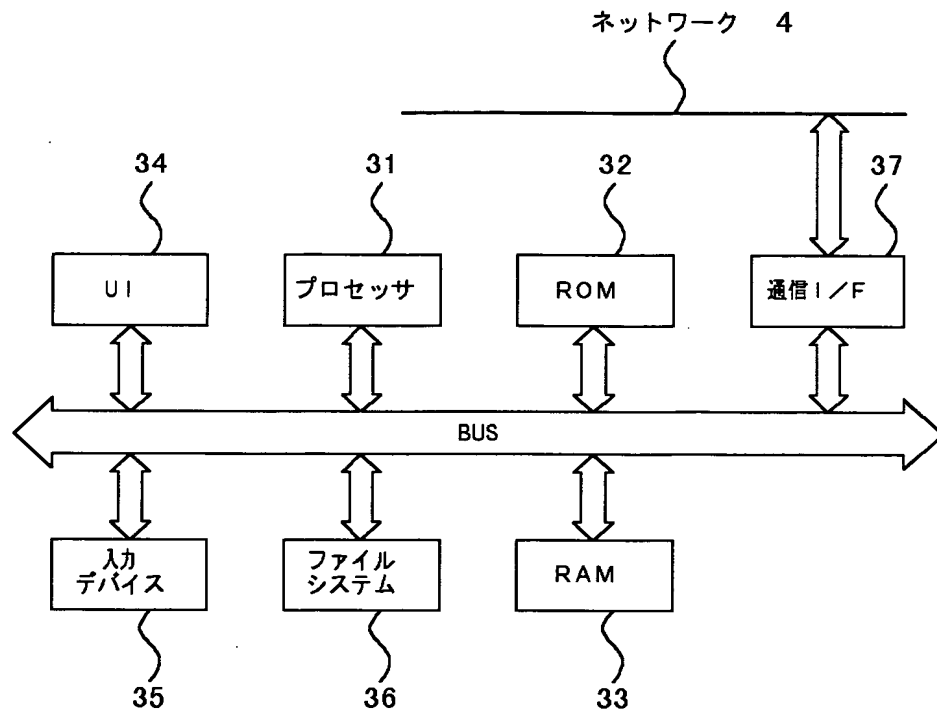 ネットワーク 4
34
31
32
37
UI
プロセッサ
ROM
通信I/F
BUS
入力
デバイス
ファイル
システム
RAM
35
36
33